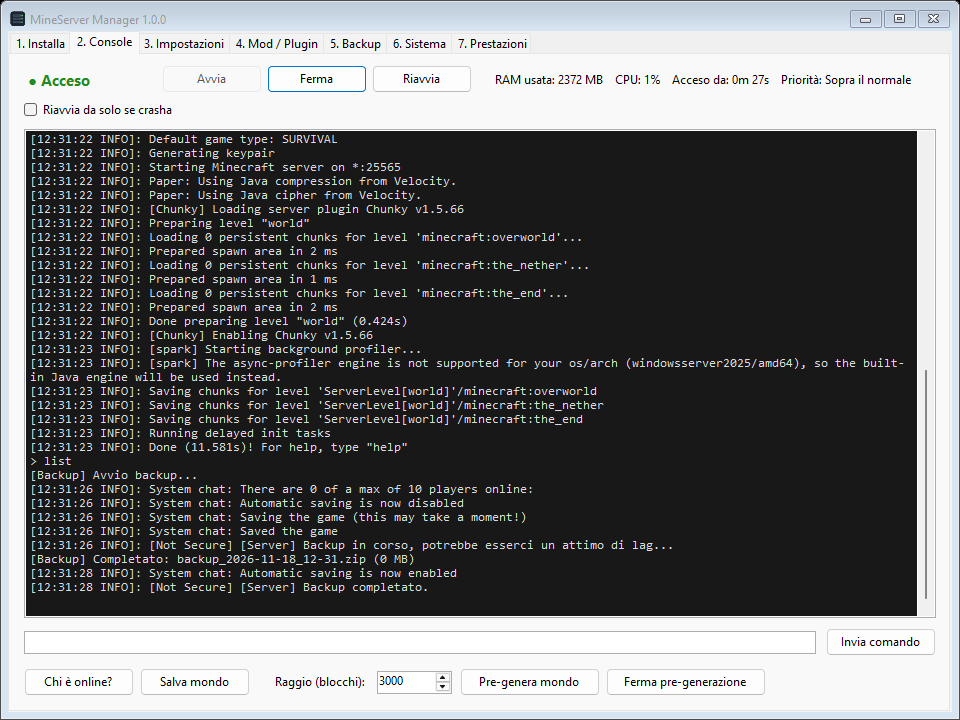 MineServer Manager 1.0.0
1. Installa 2. Console 3. Impostazioni 4. Mod / Plugin 5. Backup 6. Sistema 7. Prestazioni
● Acceso Avvia Ferma Riavvia RAM usata: 2372 MB CPU: 1% Acceso da: 0m 27s Priorità: Sopra il normale
Riavvia da solo se crasha
[12:31:22 INFO]: Default game type: SURVIVAL
[12:31:22 INFO]: Generating keypair
[12:31:22 INFO]: Starting Minecraft server on *:25565
[12:31:22 INFO]: Paper: Using Java compression from Velocity.
[12:31:22 INFO]: Paper: Using Java cipher from Velocity.
[12:31:22 INFO]: [Chunky] Loading server plugin Chunky v1.5.66
[12:31:22 INFO]: Preparing level "world"
[12:31:22 INFO]: Loading 0 persistent chunks for level 'minecraft:overworld'...
[12:31:22 INFO]: Prepared spawn area in 2 ms
[12:31:22 INFO]: Loading 0 persistent chunks for level 'minecraft:the_nether'...
[12:31:22 INFO]: Prepared spawn area in 1 ms
[12:31:22 INFO]: Loading 0 persistent chunks for level 'minecraft:the_end'...
[12:31:22 INFO]: Prepared spawn area in 2 ms
[12:31:22 INFO]: Done preparing level "world" (0.424s)
[12:31:22 INFO]: [Chunky] Enabling Chunky v1.5.66
[12:31:23 INFO]: [spark] Starting background profiler...
[12:31:23 INFO]: [spark] The async-profiler engine is not supported for your os/arch (windowsserver2025/amd64), so the built-
in Java engine will be used instead.
[12:31:23 INFO]: Saving chunks for level 'ServerLevel[world]'/minecraft:overworld
[12:31:23 INFO]: Saving chunks for level 'ServerLevel[world]'/minecraft:the_nether
[12:31:23 INFO]: Saving chunks for level 'ServerLevel[world]'/minecraft:the_end
[12:31:23 INFO]: Running delayed init tasks
[12:31:23 INFO]: Done (11.581s)! For help, type "help"
> list
[Backup] Avvio backup...
[12:31:26 INFO]: System chat: There are 0 of a max of 10 players online:
[12:31:26 INFO]: System chat: Automatic saving is now disabled
[12:31:26 INFO]: System chat: Saving the game (this may take a moment!)
[12:31:26 INFO]: System chat: Saved the game
[12:31:26 INFO]: [Not Secure] [Server] Backup in corso, potrebbe esserci un attimo di lag...
[Backup] Completato: backup_2026-11-18_12-31.zip (0 MB)
[12:31:28 INFO]: System chat: Automatic saving is now enabled
[12:31:28 INFO]: [Not Secure] [Server] Backup completato.
Invia comando
Chi è online? Salva mondo Raggio (blocchi): 3000 Pre-genera mondo Ferma pre-generazione